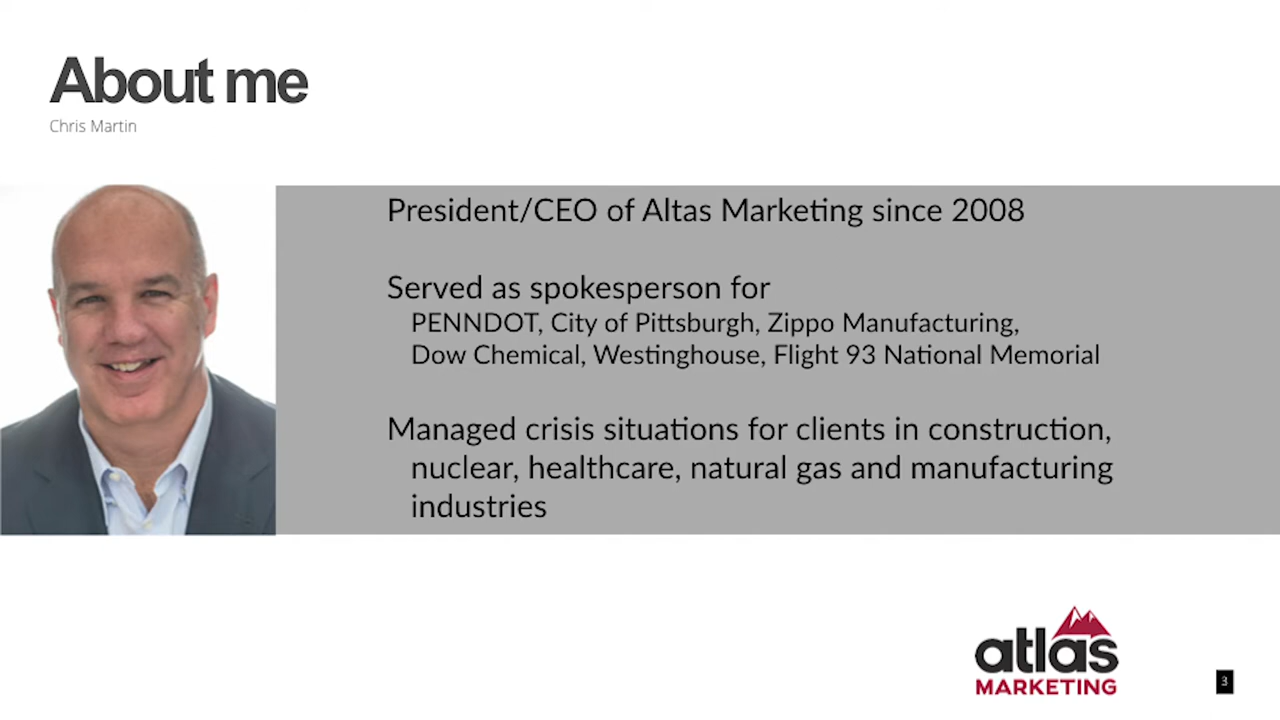 About me
Chris Martin
President/CEO of Altas Marketing since 2008
Served as spokesperson for
PENNDOT, City of Pittsburgh, Zippo Manufacturing,
Dow Chemical, Westinghouse, Flight 93 National Memorial
Managed crisis situations for clients in construction,
nuclear, healthcare, natural gas and manufacturing
industries
atlas
MARKETING
3